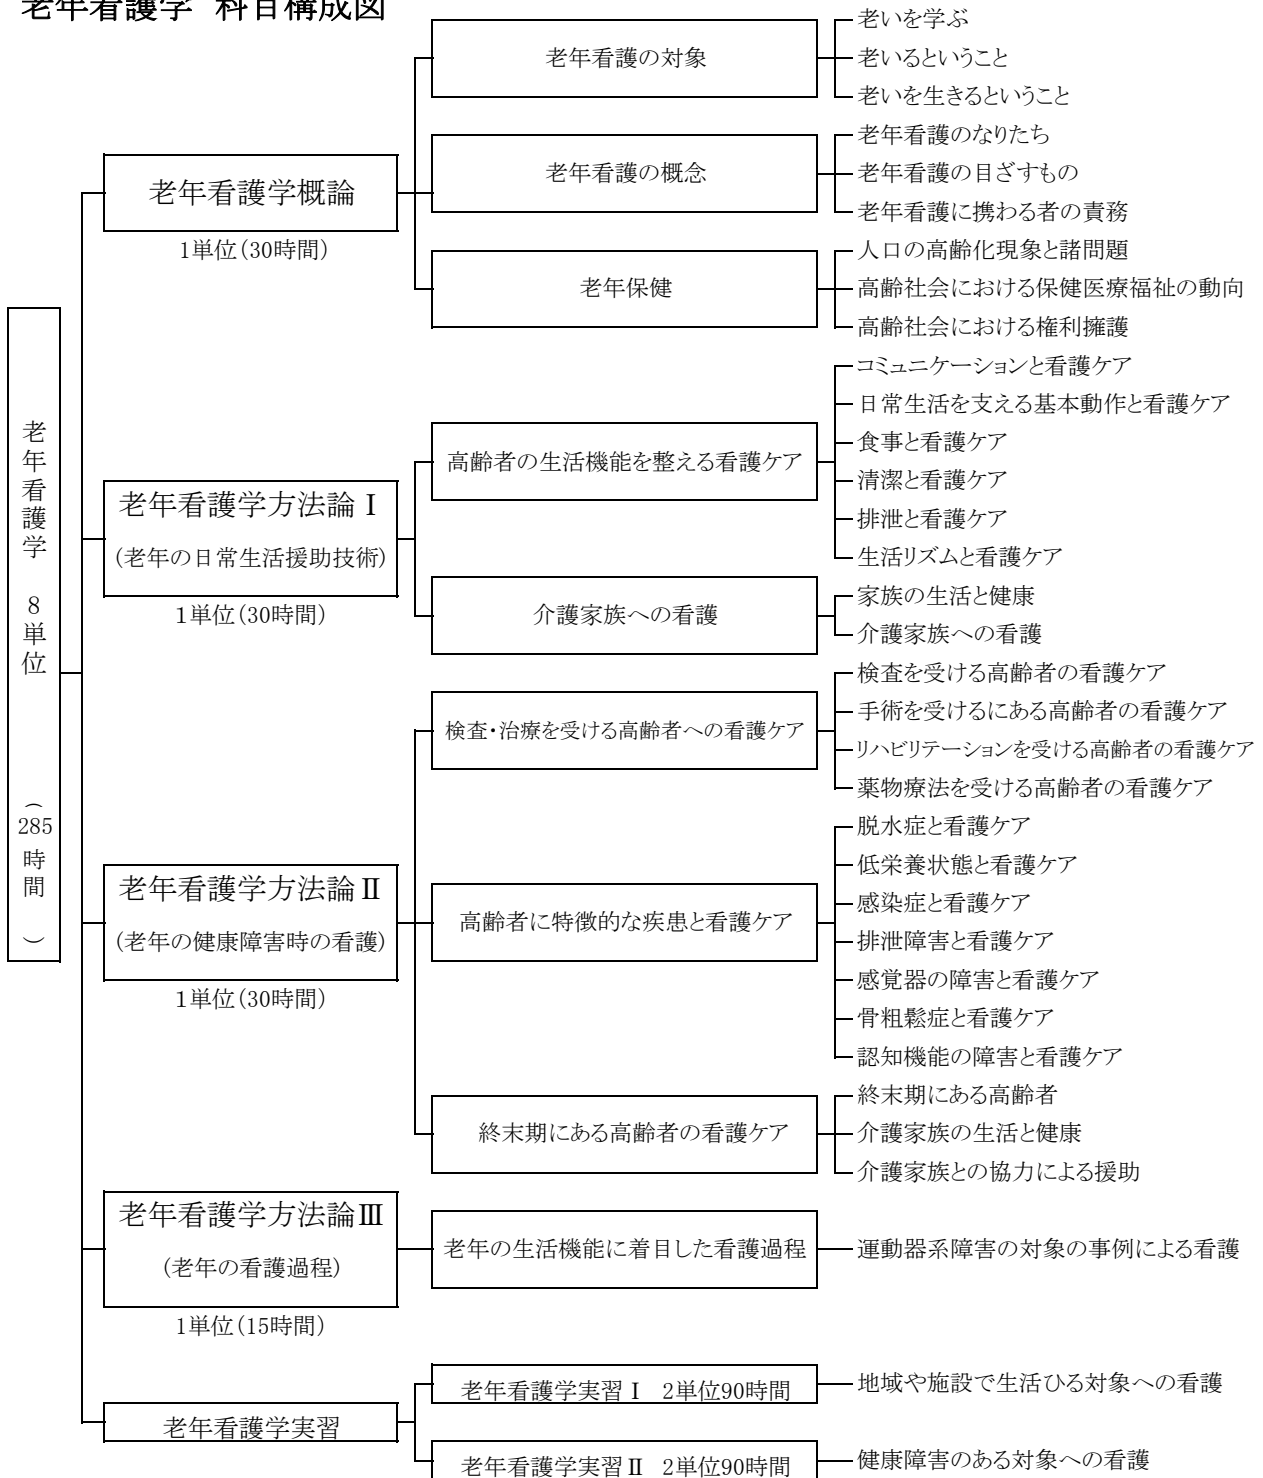 老年看護学 科目構成図
老年看護学 8単位 (285時間)
老年看護学概論
1単位(30時間)
老年看護の対象
老いを学ぶ
老いるということ
老いを生きるということ
老年看護の概念
老年看護のなりたち
老年看護の目ざすもの
老年看護に携わる者の責務
老年保健
人口の高齢化現象と諸問題
高齢社会における保健医療福祉の動向
高齢社会における権利擁護
老年看護学方法論Ⅰ
(老年の日常生活援助技術)
1単位(30時間)
高齢者の生活機能を整える看護ケア
コミュニケーションと看護ケア
日常生活を支える基本動作と看護ケア
食事と看護ケア
清潔と看護ケア
排泄と看護ケア
生活リズムと看護ケア
介護家族への看護
家族の生活と健康
介護家族への看護
老年看護学方法論Ⅱ
(老年の健康障害時の看護)
1単位(30時間)
検査・治療を受ける高齢者への看護ケア
検査を受ける高齢者の看護ケア
手術を受けるにある高齢者の看護ケア
リハビリテーションを受ける高齢者の看護ケア
薬物療法を受ける高齢者の看護ケア
高齢者に特徴的な疾患と看護ケア
脱水症と看護ケア
低栄養状態と看護ケア
感染症と看護ケア
排泄障害と看護ケア
感覚器の障害と看護ケア
骨粗鬆症と看護ケア
認知機能の障害と看護ケア
終末期にある高齢者の看護ケア
終末期にある高齢者
介護家族の生活と健康
介護家族との協力による援助
老年看護学方法論Ⅲ
(老年の看護過程)
1単位(15時間)
老年の生活機能に着目した看護過程
運動器系障害の対象の事例による看護
老年看護学実習
老年看護学実習Ⅰ 2単位90時間
地域や施設で生活ひる対象への看護
老年看護学実習Ⅱ 2単位90時間
健康障害のある対象への看護